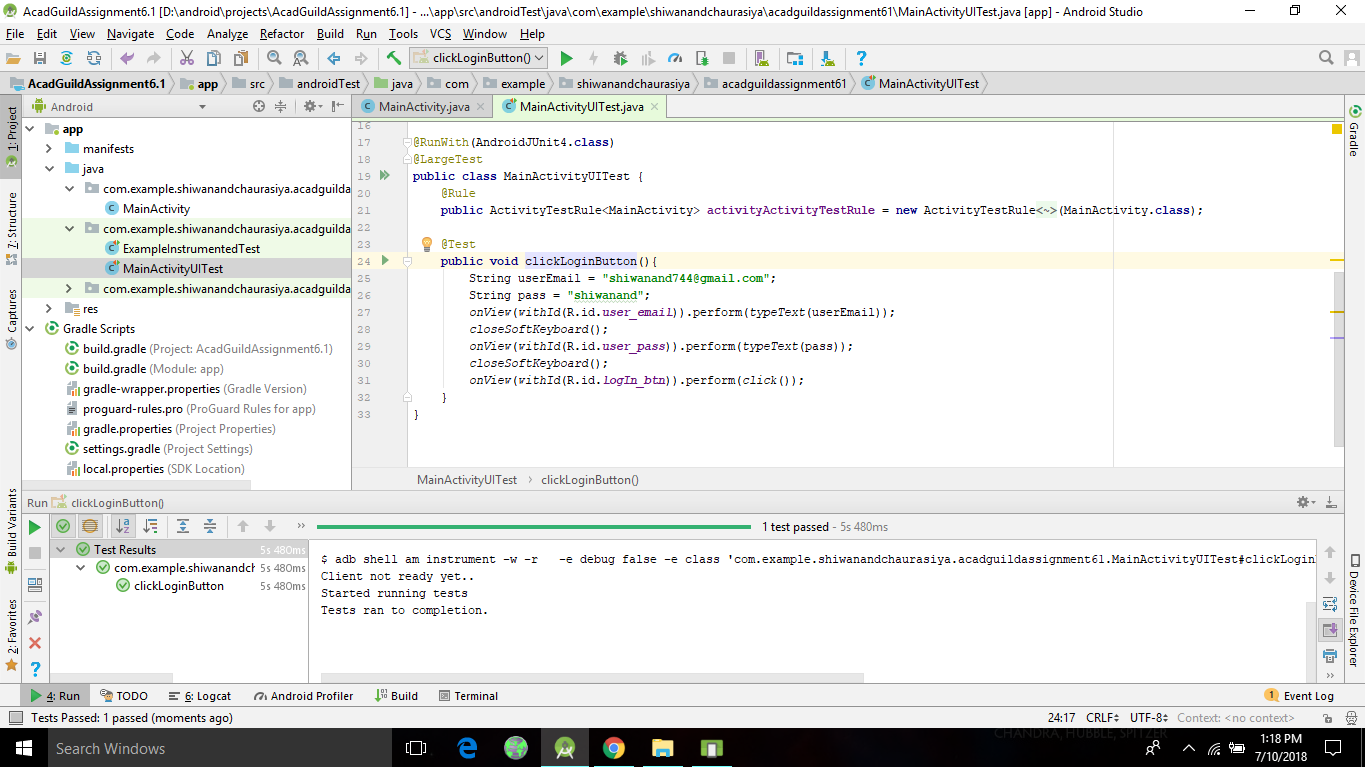 AcadGuildAssignment6.1 [D:\android\projects\AcadGuildAssignment6.1] - ...\app\src\androidTest\java\com\example\shiwanandchaurasiya\acadguildassignment61\MainActivityUITest.java [app] - Android Studio
File Edit View Navigate Code Analyze Refactor Build Run Tools VCS Window Help
clickLoginButton()
AcadGuildAssignment6.1 app src androidTest java com example shiwanandchaurasiya acadguildassignment61 MainActivityUITest
Android
MainActivity.java MainActivityUITest.java
1: Project
Z: Structure
Captures
Build Variants
2: Favorites
app
manifests
java
com.example.shiwanandchaurasiya.acadguilda
MainActivity
com.example.shiwanandchaurasiya.acadguilda
ExampleInstrumentedTest
MainActivityUITest
com.example.shiwanandchaurasiya.acadguilda
res
Gradle Scripts
build.gradle (Project: AcadGuildAssignment6.1)
build.gradle (Module: app)
gradle-wrapper.properties (Gradle Version)
proguard-rules.pro (ProGuard Rules for app)
gradle.properties (Project Properties)
settings.gradle (Project Settings)
local.properties (SDK Location)
16
17 @RunWith(AndroidJUnit4.class)
18 @LargeTest
19 public class MainActivityUITest {
20 @Rule
21 public ActivityTestRule<MainActivity> activityActivityTestRule = new ActivityTestRule<~>(MainActivity.class);
22
23 @Test
24 public void clickLoginButton(){
25 String userEmail = "shiwanand744@gmail.com";
26 String pass = "shiwanand";
27 onView(withId(R.id.user_email)).perform(typeText(userEmail));
28 closeSoftKeyboard();
29 onView(withId(R.id.user_pass)).perform(typeText(pass));
30 closeSoftKeyboard();
31 onView(withId(R.id.logIn_btn)).perform(click());
32 }
33 }
MainActivityUITest › clickLoginButton()
Gradle
Device File Explorer
Run clickLoginButton()
1 test passed - 5s 480ms
Test Results 5s 480ms
com.example.shiwanandch 5s 480ms
clickLoginButton 5s 480ms
$ adb shell am instrument -w -r -e debug false -e class 'com.example.shiwanandchaurasiya.acadguildassignment61.MainActivityUITest#clickLogin
Client not ready yet..
Started running tests
Tests ran to completion.
4: Run TODO 6: Logcat Android Profiler Build Terminal 1 Event Log
Tests Passed: 1 passed (moments ago) 24:17 CRLF UTF-8 Context: <no context>
CHANDRA, HUBBLE, SPITZER
Search Windows
1:18 PM
7/10/2018